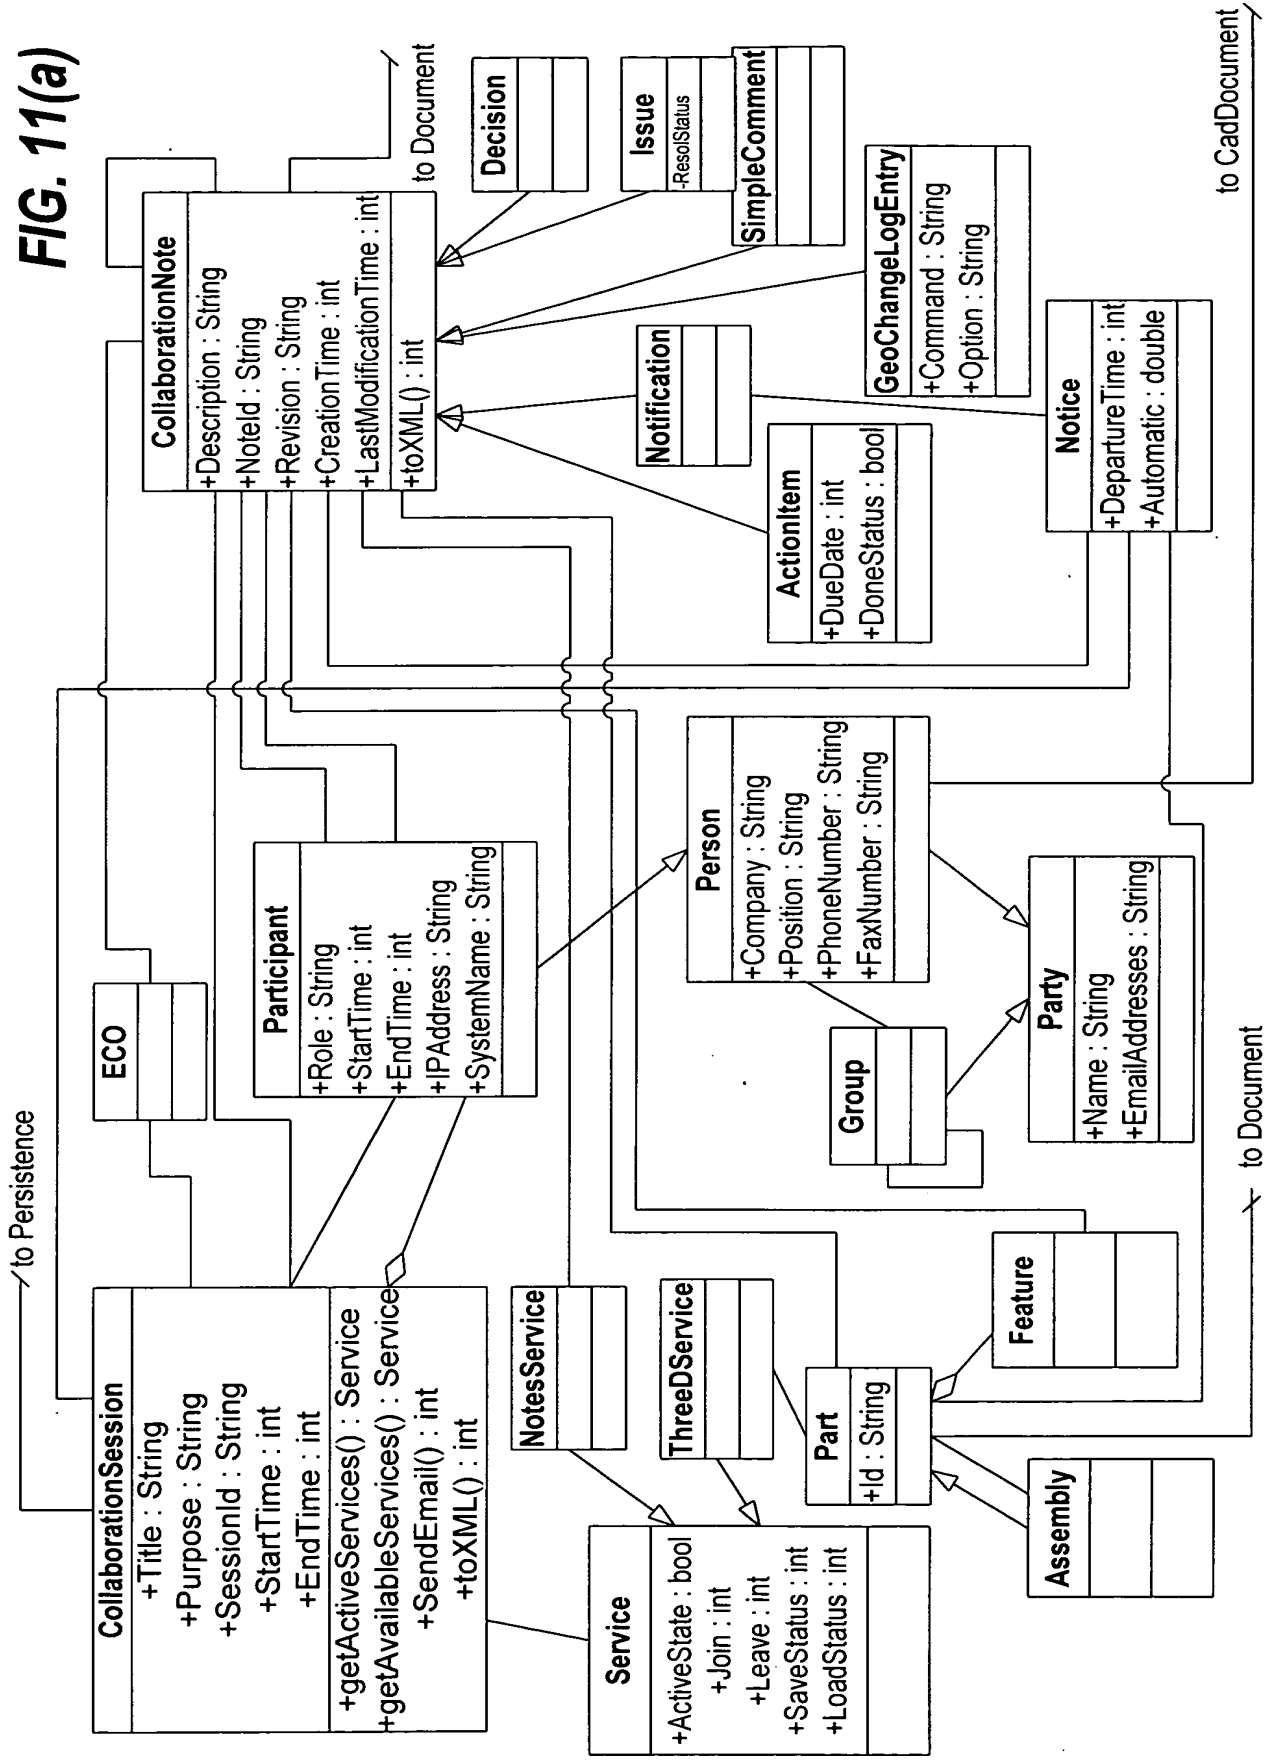 FIG. 11(a)
to Persistence
CollaborationSession
+Title : String
+Purpose : String
+SessionId : String
+StartTime : int
+EndTime : int
+getActiveServices() : Service
+getAvailableServices() : Service
+SendEmail() : int
+toXML() : int
ECO
CollaborationNote
+Description : String
+NoteId : String
+Revision : String
+CreationTime : int
+LastModificationTime : int
+toXML() : int
to Document
Participant
+Role : String
+StartTime : int
+EndTime : int
+IPAddress : String
+SystemName : String
Decision
Issue
-ResolStatus
SimpleComment
NotesService
Service
+ActiveState : bool
+Join : int
+Leave : int
+SaveStatus : int
+LoadStatus : int
ThreeDService
Notification
Person
+Company : String
+Position : String
+PhoneNumber : String
+FaxNumber : String
ActionItem
+DueDate : int
+DoneStatus : bool
GeoChangeLogEntry
+Command : String
+Option : String
Part
+Id : String
Group
Feature
Assembly
Party
+Name : String
+EmailAddresses : String
Notice
+DepartureTime : int
+Automatic : double
to Document
to CadDocument